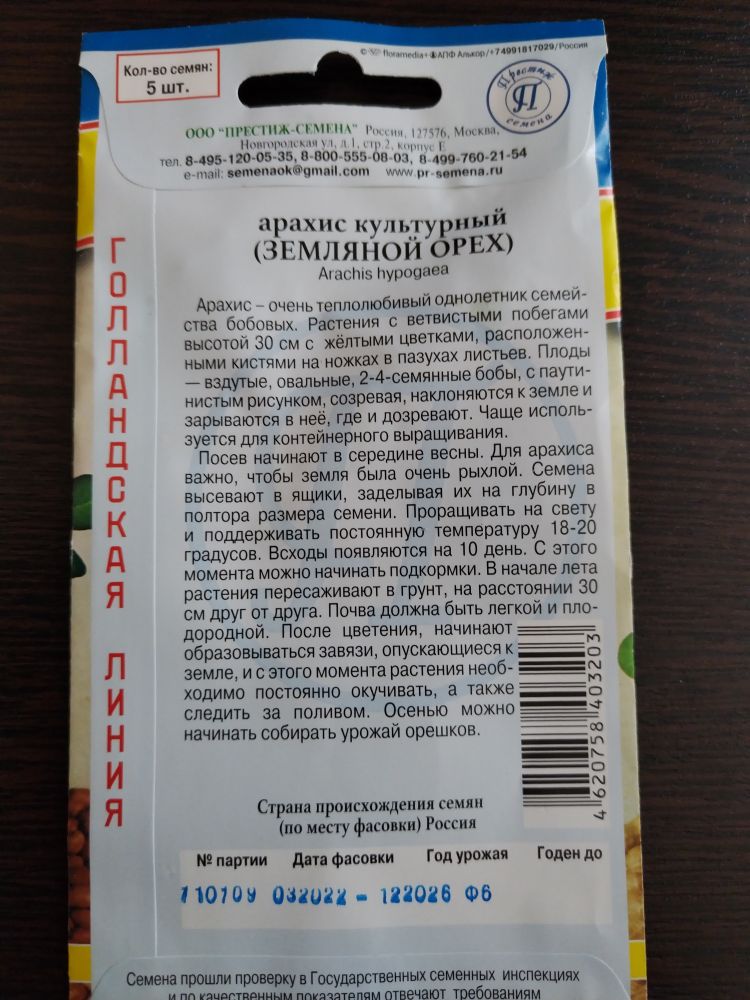 © floramedia+ АПФ Алькор/+74991817029/Россия
Кол-во семян:
5 шт.
Престиж
П
семена
ООО "ПРЕСТИЖ-СЕМЕНА" Россия, 127576, Москва,
Новгородская ул, д.1, стр.2, корпус Е
тел. 8-495-120-05-35, 8-800-555-08-03, 8-499-760-21-54
e-mail: semenaok@gmail.com www.pr-semena.ru
ГОЛЛАНДСКАЯ ЛИНИЯ
арахис культурный
(ЗЕМЛЯНОЙ ОРЕХ)
Arachis hypogaea
Арахис – очень теплолюбивый однолетник семей-
ства бобовых. Растения с ветвистыми побегами
высотой 30 см с жёлтыми цветками, расположен-
ными кистями на ножках в пазухах листьев. Плоды
— вздутые, овальные, 2-4-семянные бобы, с паути-
нистым рисунком, созревая, наклоняются к земле и
зарываются в неё, где и дозревают. Чаще исполь-
зуется для контейнерного выращивания.
Посев начинают в середине весны. Для арахиса
важно, чтобы земля была очень рыхлой. Семена
высевают в ящики, заделывая их на глубину в
полтора размера семени. Проращивать на свету
и поддерживать постоянную температуру 18-20
градусов. Всходы появляются на 10 день. С этого
момента можно начинать подкормки. В начале лета
растения пересаживают в грунт, на расстоянии 30
см друг от друга. Почва должна быть легкой и пло-
дородной. После цветения, начинают
образовываться завязи, опускающиеся к
земле, и с этого момента растения необ-
ходимо постоянно окучивать, а также
следить за поливом. Осенью можно
начинать собирать урожай орешков.
4 620758 403203
Страна происхождения семян
(по месту фасовки) Россия
№ партии Дата фасовки Год урожая Годен до
110109 032022 – 122026 Ф6
Семена прошли проверку в Государственных семенных инспекциях
и по качественным показателям отвечают требованиям